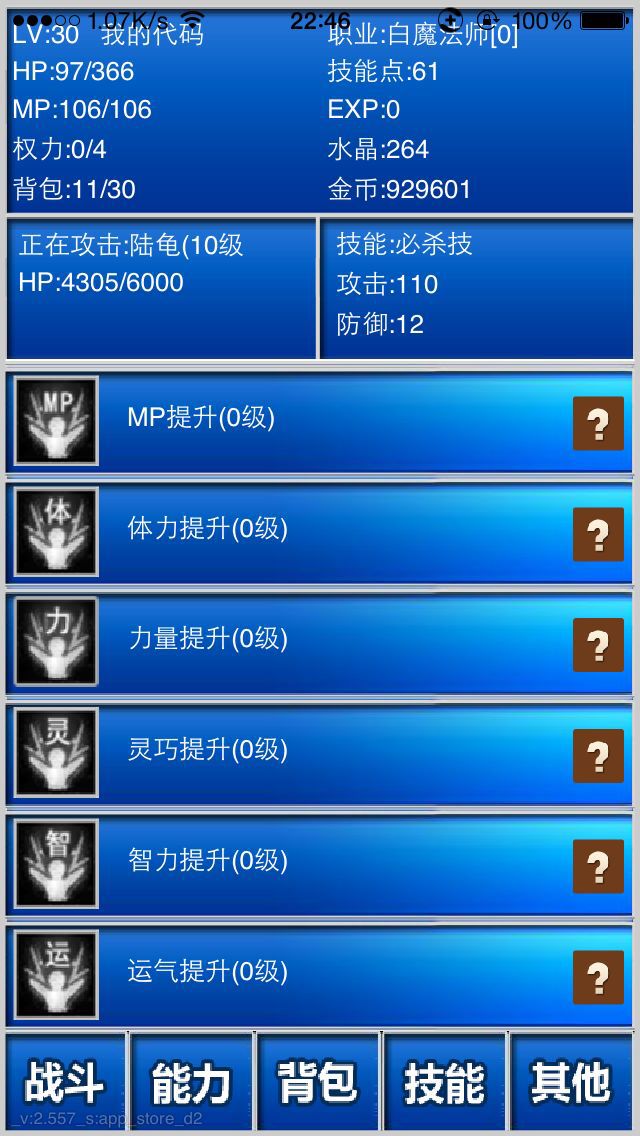 1.07K/s 22:46 100%
LV:30 我的代码 职业:白魔法师[0]
HP:97/366 技能点:61
MP:106/106 EXP:0
权力:0/4 水晶:264
背包:11/30 金币:929601
正在攻击:陆龟(10级 技能:必杀技
HP:4305/6000 攻击:110
防御:12
MP MP提升(0级) ?
体 体力提升(0级) ?
力 力量提升(0级) ?
灵 灵巧提升(0级) ?
智 智力提升(0级) ?
运 运气提升(0级) ?
战斗 能力 背包 技能 其他
_v:2.557_s:app_store_d2